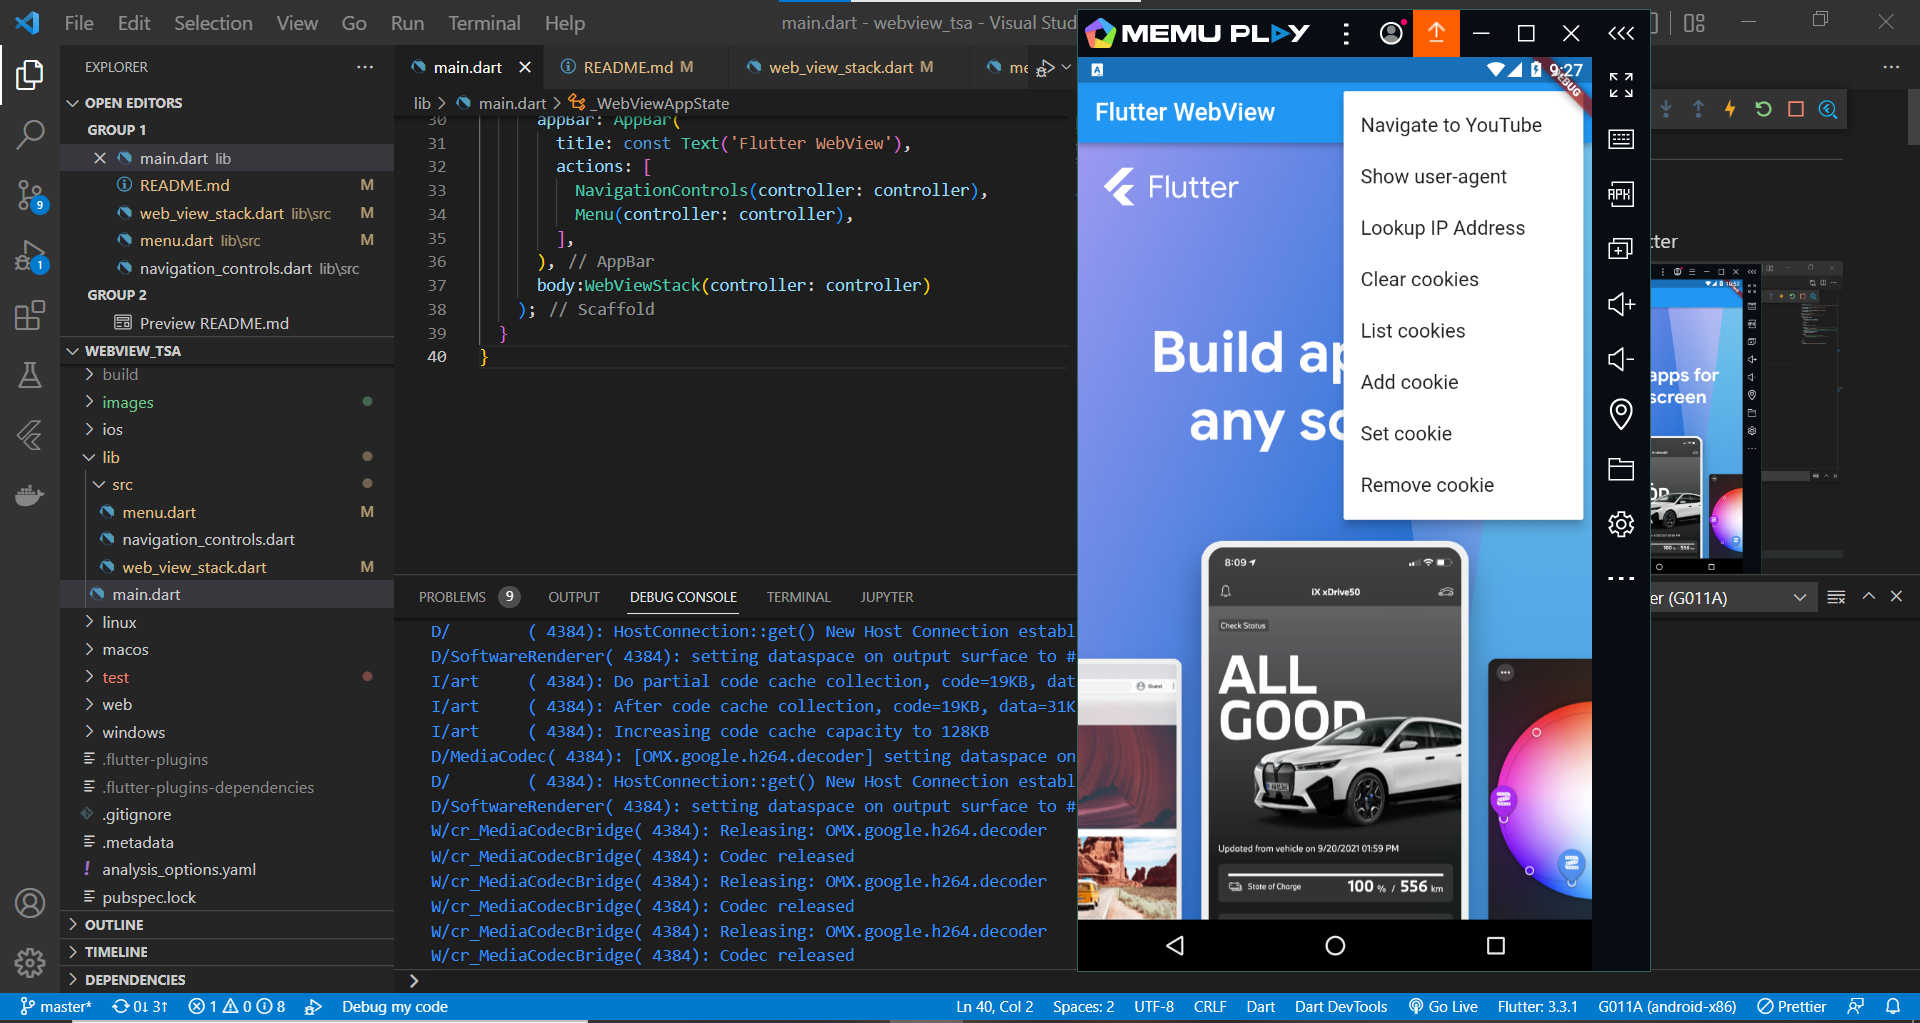 File Edit Selection View Go Run Terminal Help
main.dart - webview_tsa - Visual Stud
EXPLORER
OPEN EDITORS
GROUP 1
main.dart lib
README.md M
web_view_stack.dart lib\src M
menu.dart lib\src M
navigation_controls.dart lib\src
GROUP 2
Preview README.md
WEBVIEW_TSA
build
images
ios
lib
src
menu.dart M
navigation_controls.dart
web_view_stack.dart M
main.dart
linux
macos
test
web
windows
.flutter-plugins
.flutter-plugins-dependencies
.gitignore
.metadata
analysis_options.yaml
pubspec.lock
OUTLINE
TIMELINE
DEPENDENCIES
9
1
main.dart README.md M web_view_stack.dart M me
lib > main.dart > _WebViewAppState
30 appBar: AppBar(
31 title: const Text('Flutter WebView'),
32 actions: [
33 NavigationControls(controller: controller),
34 Menu(controller: controller),
35 ],
36 ), // AppBar
37 body:WebViewStack(controller: controller)
38 ); // Scaffold
39 }
40 }
PROBLEMS 9 OUTPUT DEBUG CONSOLE TERMINAL JUPYTER
D/ ( 4384): HostConnection::get() New Host Connection establ
D/SoftwareRenderer( 4384): setting dataspace on output surface to #
I/art ( 4384): Do partial code cache collection, code=19KB, dat
I/art ( 4384): After code cache collection, code=19KB, data=31K
I/art ( 4384): Increasing code cache capacity to 128KB
D/MediaCodec( 4384): [OMX.google.h264.decoder] setting dataspace on
D/ ( 4384): HostConnection::get() New Host Connection establ
D/SoftwareRenderer( 4384): setting dataspace on output surface to #
W/cr_MediaCodecBridge( 4384): Releasing: OMX.google.h264.decoder
W/cr_MediaCodecBridge( 4384): Codec released
W/cr_MediaCodecBridge( 4384): Releasing: OMX.google.h264.decoder
W/cr_MediaCodecBridge( 4384): Codec released
W/cr_MediaCodecBridge( 4384): Releasing: OMX.google.h264.decoder
W/cr_MediaCodecBridge( 4384): Codec released
MEMU PLAY
9:27
DEBUG
Flutter WebView
Flutter
Build ap
any sc
Navigate to YouTube
Show user-agent
Lookup IP Address
Clear cookies
List cookies
Add cookie
Set cookie
Remove cookie
8:09
iX xDrive50
Check Status
ALL
GOOD
Updated from vehicle on 9/20/2021 01:59 PM
State of Charge 100 % / 556 km
Guest
APK
tter
apps for
screen
100 % / 556 km
er (G011A)
master* 0↓ 3↑ 1 0 8 Debug my code Ln 40, Col 2 Spaces: 2 UTF-8 CRLF Dart Dart DevTools Go Live Flutter: 3.3.1 G011A (android-x86) Prettier